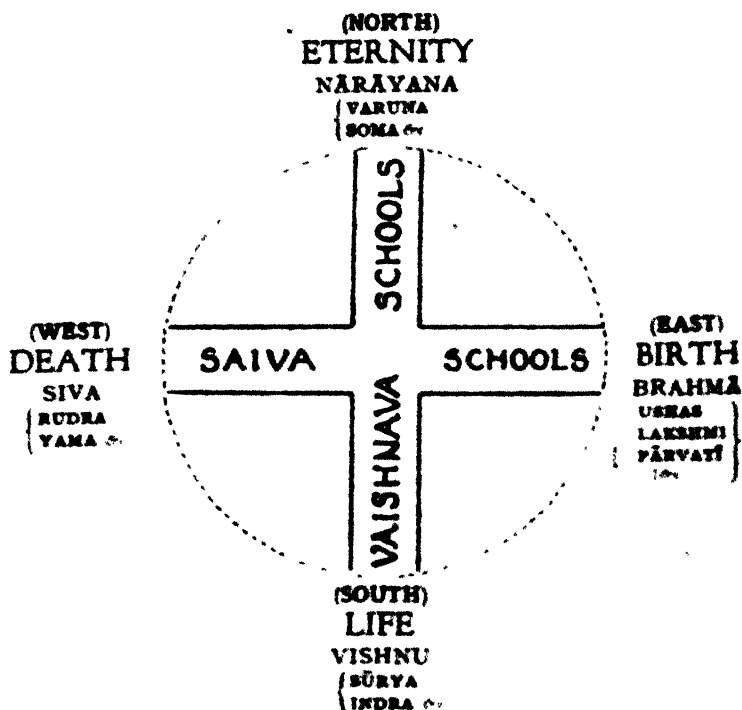 (NORTH)
ETERNITY
NĀRĀYANA
VARUNA
SOMA &c
SCHOOLS
(WEST)
DEATH
SIVA
RUDRA
YAMA &c
SAIVA SCHOOLS
(EAST)
BIRTH
BRAHMĀ
USHAS
LAKSHMI
PĀRVATĪ
&c
VAISHNAVA
(SOUTH)
LIFE
VISHNU
SŪRYA
INDRA &c